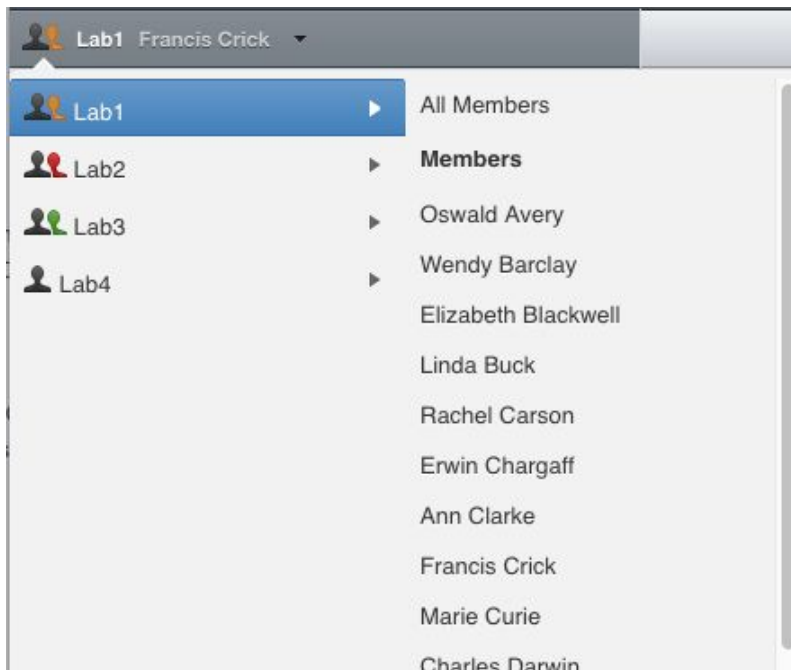 Lab1 Francis Crick
Lab1
Lab2
Lab3
Lab4
All Members
Members
Oswald Avery
Wendy Barclay
Elizabeth Blackwell
Linda Buck
Rachel Carson
Erwin Chargaff
Ann Clarke
Francis Crick
Marie Curie
Charles Darwin